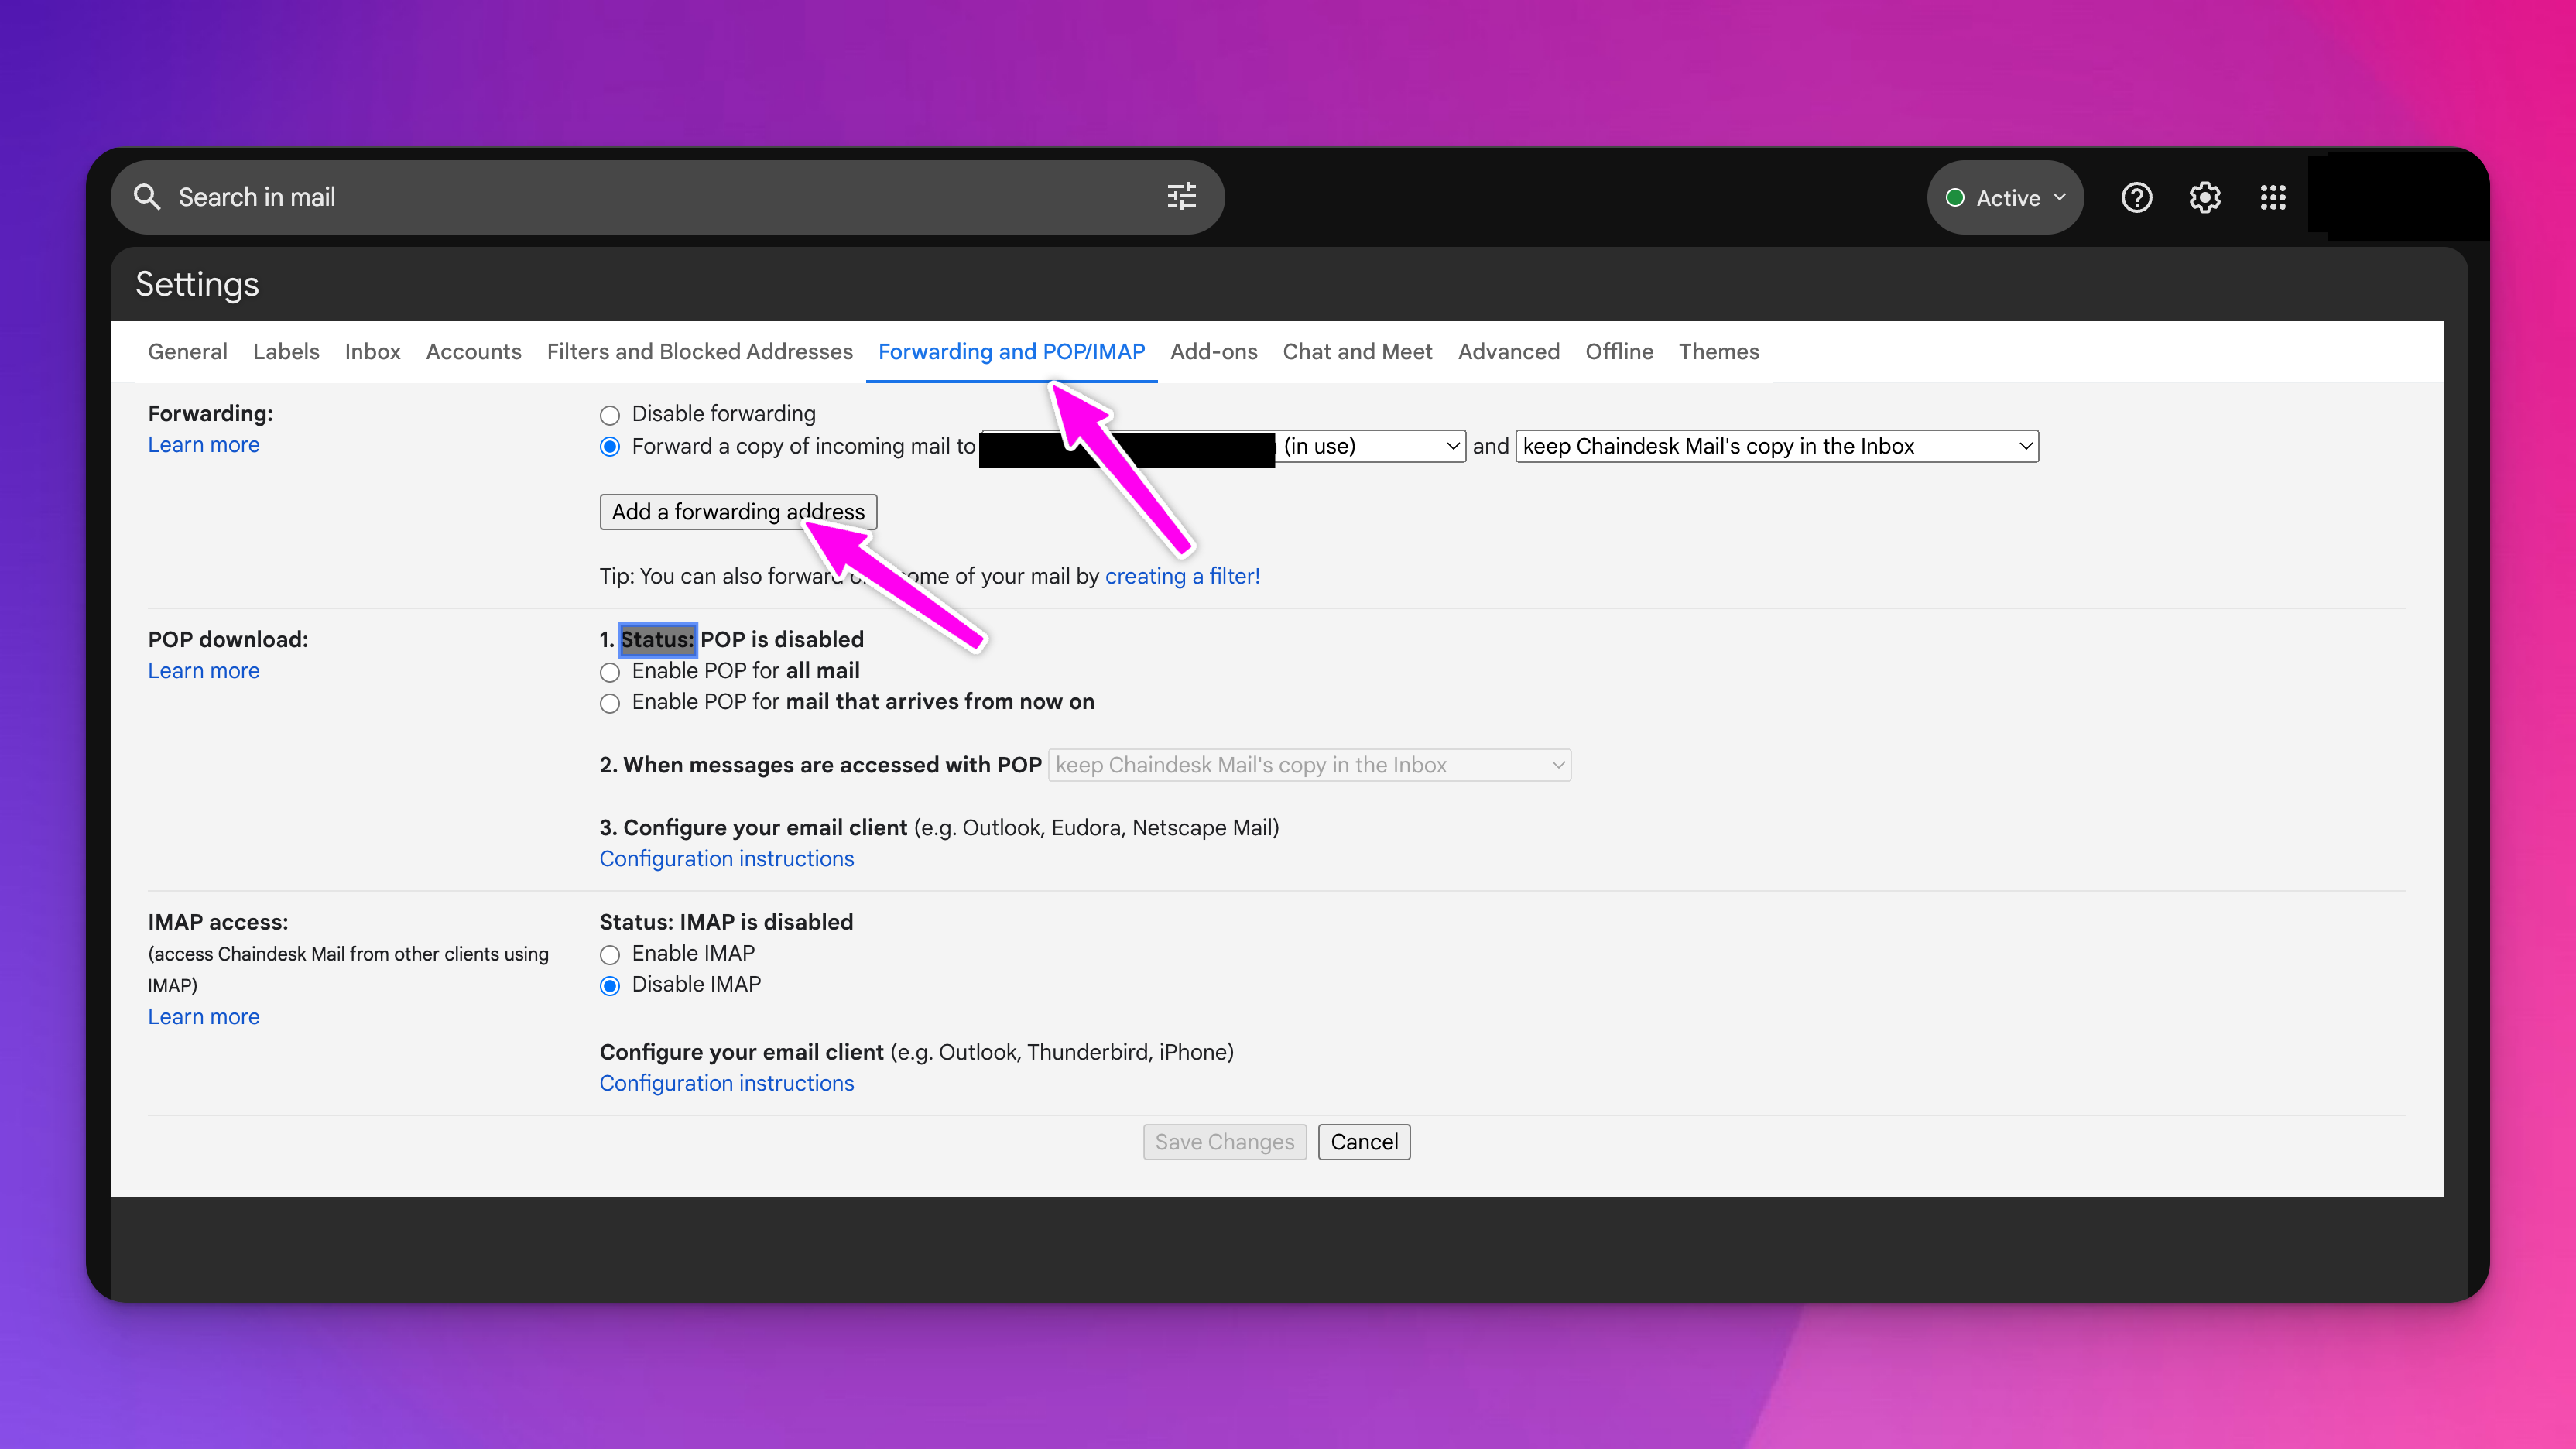 Search in mail
Active
Settings
General Labels Inbox Accounts Filters and Blocked Addresses Forwarding and POP/IMAP Add-ons Chat and Meet Advanced Offline Themes
Forwarding:
Learn more
Disable forwarding
Forward a copy of incoming mail to (in use) and keep Chaindesk Mail's copy in the Inbox
Add a forwarding address
Tip: You can also forward some of your mail by creating a filter!
POP download:
Learn more
1. Status: POP is disabled
Enable POP for all mail
Enable POP for mail that arrives from now on
2. When messages are accessed with POP keep Chaindesk Mail's copy in the Inbox
3. Configure your email client (e.g. Outlook, Eudora, Netscape Mail)
Configuration instructions
IMAP access:
(access Chaindesk Mail from other clients using
IMAP)
Learn more
Status: IMAP is disabled
Enable IMAP
Disable IMAP
Configure your email client (e.g. Outlook, Thunderbird, iPhone)
Configuration instructions
Save Changes Cancel